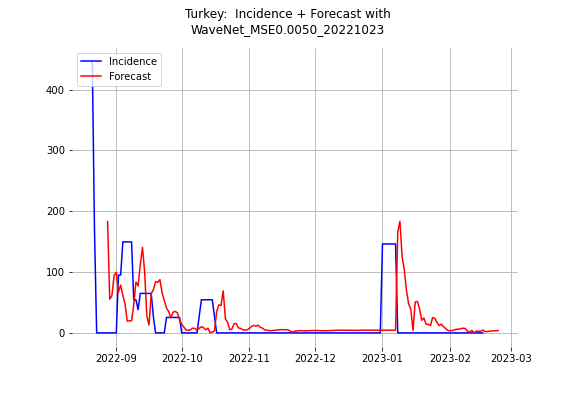 Turkey:  Incidence + Forecast with
WaveNet_MSE0.0050_20221023
Incidence
Forecast
400
300
200
100
0
2022-09 2022-10 2022-11 2022-12 2023-01 2023-02 2023-03